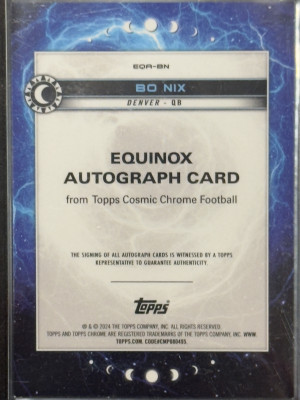 EQA-BN
BO NIX
DENVER - QB
EQUINOX
AUTOGRAPH CARD
from Topps Cosmic Chrome Football
THE SIGNING OF ALL AUTOGRAPH CARDS IS WITNESSED BY A TOPPS
REPRESENTATIVE TO GUARANTEE AUTHENTICITY.
Topps
® & © 2024 THE TOPPS COMPANY, INC. ALL RIGHTS RESERVED.
TOPPS AND TOPPS CHROME ARE REGISTERED TRADEMARKS OF THE TOPPS COMPANY, INC. WWW.
TOPPS.COM.